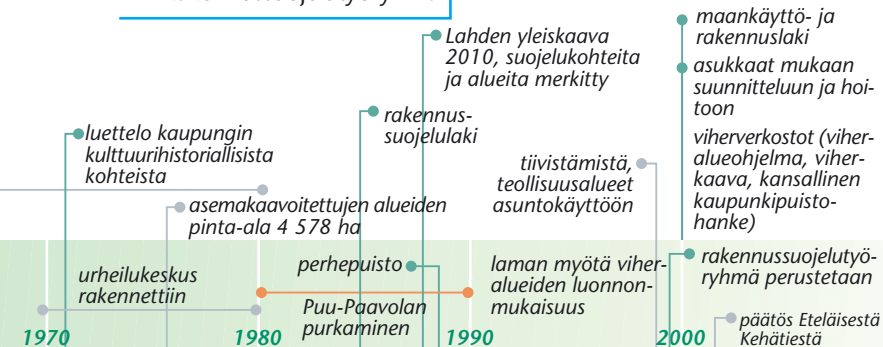 maankäyttö- ja
rakennuslaki
Lahden yleiskaava
2010, suojelukohteita
ja alueita merkitty
asukkaat mukaan
suunnitteluun ja hoi-
toon
rakennus-
suojelulaki
luettelo kaupungin
kulttuurihistoriallisista
kohteista
viherverkostot (viher-
alueohjelma, viher-
kaava, kansallinen
kaupunkipuisto-
hanke)
tiivistämistä,
teollisuusalueet
asuntokäyttöön
asemakaavoitettujen alueiden
pinta-ala 4 578 ha
rakennussuojelutyö-
ryhmä perustetaan
urheilukeskus
rakennettiin
perhepuisto
laman myötä viher-
alueiden luonnon-
mukaisuus
Puu-Paavolan
purkaminen
päätös Eteläisestä
Kehätiestä
1970
1980
1990
2000